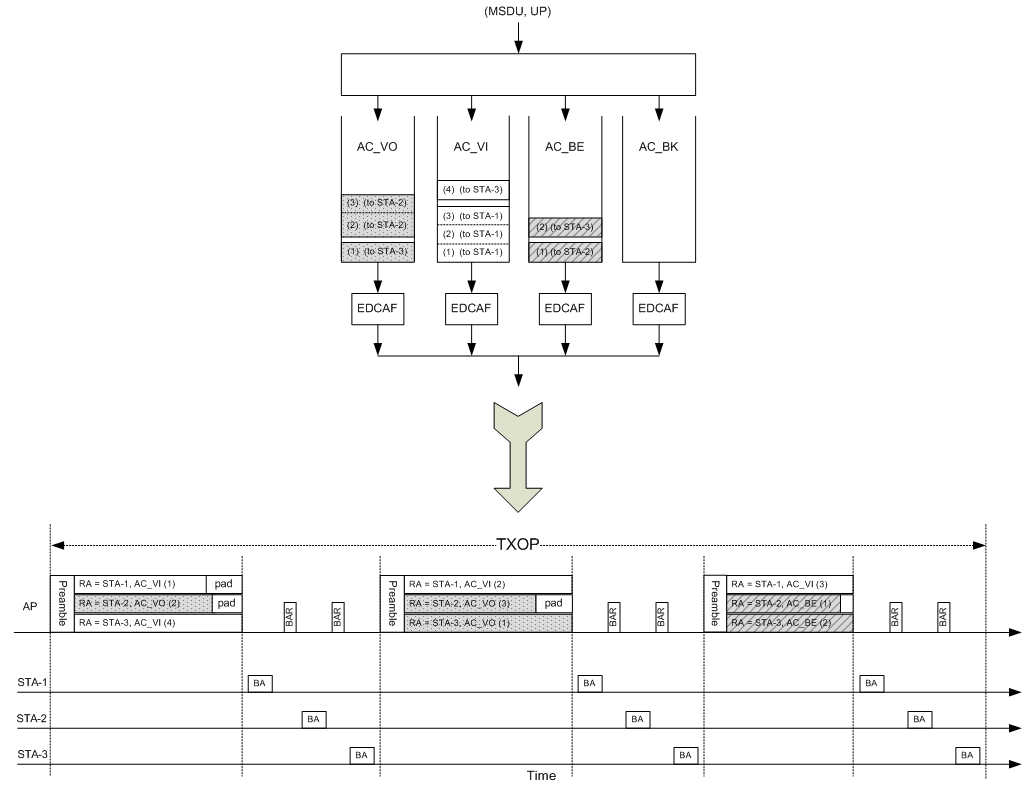 (MSDU, UP)
AC_VO AC_VI AC_BE AC_BK
(4) (to STA-3)
(3) (to STA-2) (3) (to STA-1)
(2) (to STA-2) (2) (to STA-1) (2) (to STA-3)
(1) (to STA-3) (1) (to STA-1) (1) (to STA-2)
EDCAF EDCAF EDCAF EDCAF
TXOP
AP
Preamble
RA = STA-1, AC_VI (1) pad
RA = STA-2, AC_VO (2) pad
RA = STA-3, AC_VI (4)
BAR BAR
Preamble
RA = STA-1, AC_VI (2)
RA = STA-2, AC_VO (3) pad
RA = STA-3, AC_VO (1)
BAR BAR
Preamble
RA = STA-1, AC_VI (3)
RA = STA-2, AC_BE (1)
RA = STA-3, AC_BE (2)
BAR BAR
STA-1 BA BA BA
STA-2 BA BA BA
STA-3 BA BA BA
Time